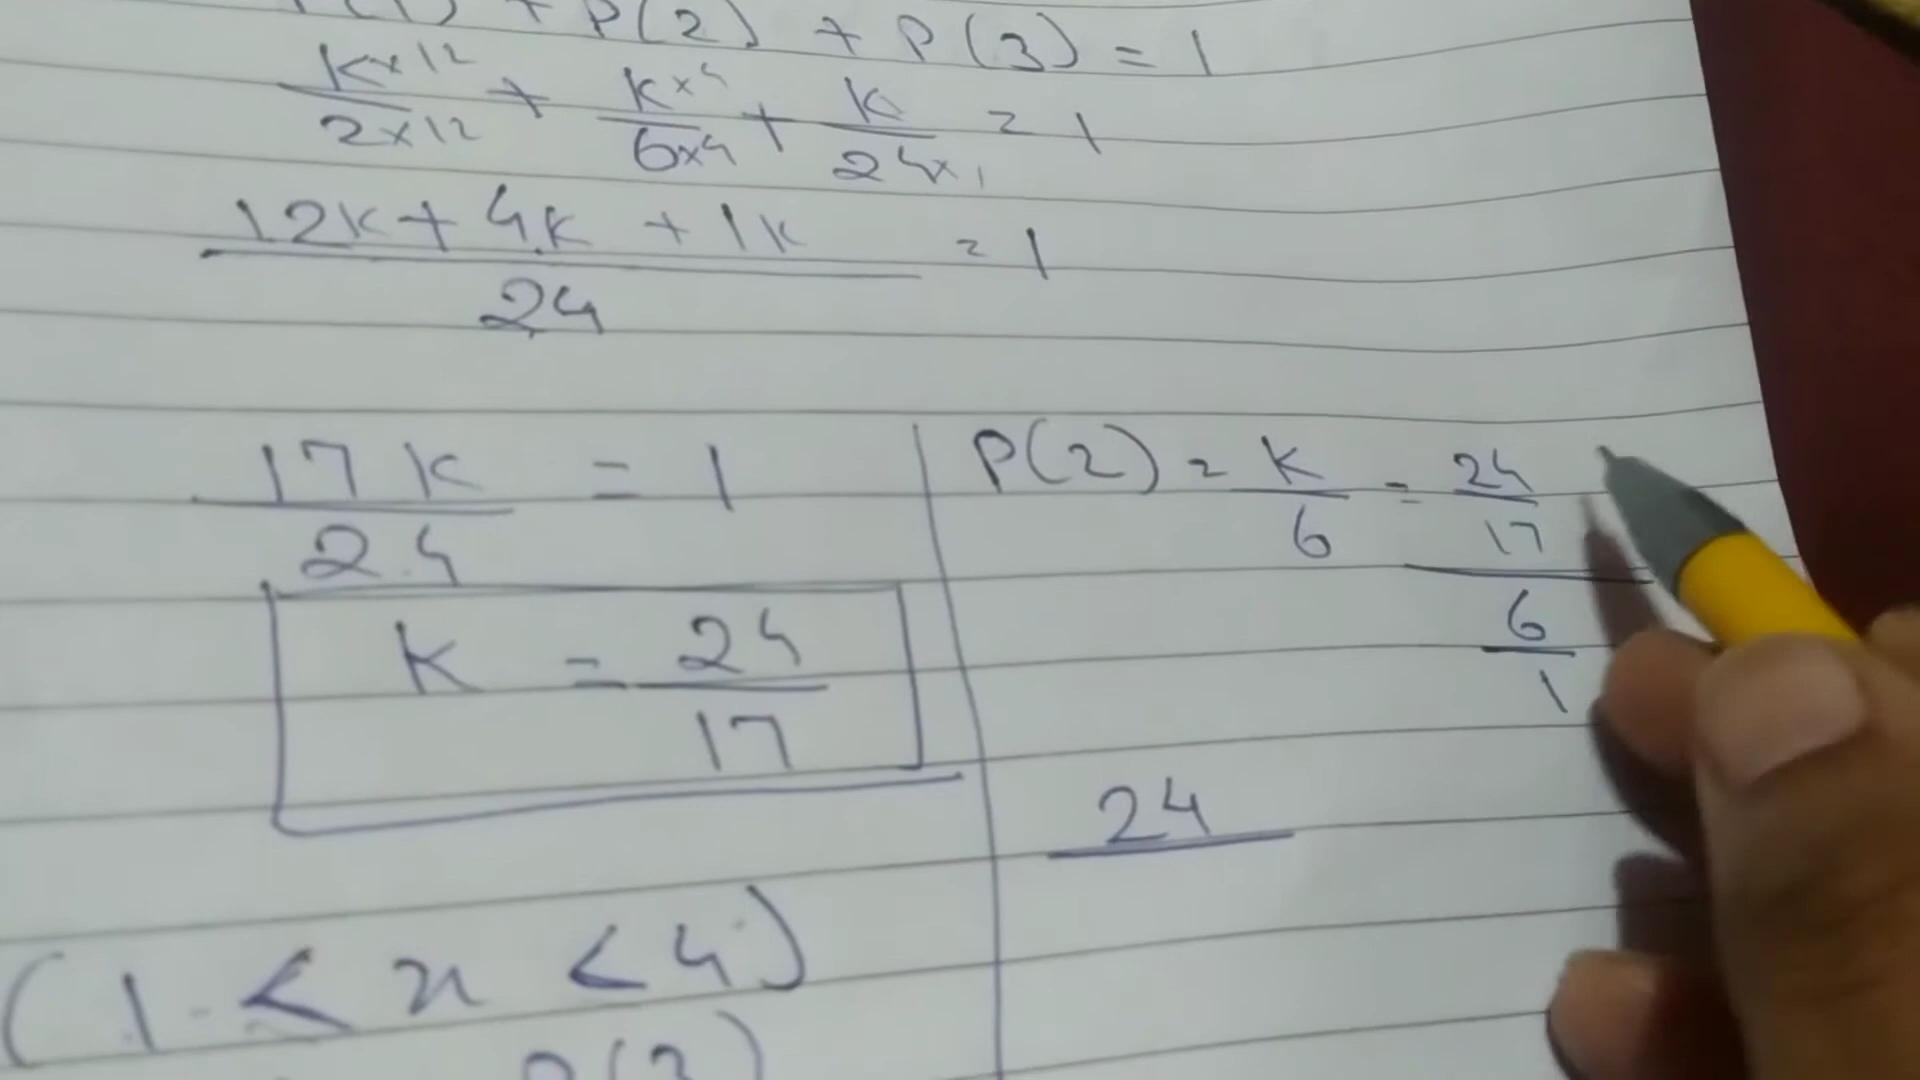 P(1) + P(2) + P(3) = 1
K×12/2×12 + K×4/6×4 + K/24×1 = 1
12K + 4K + 1K / 24 = 1
17K/24 = 1
K = 24/17
P(2) = K/6 = 24/17 / 6/1
24
(1 < x < 4)